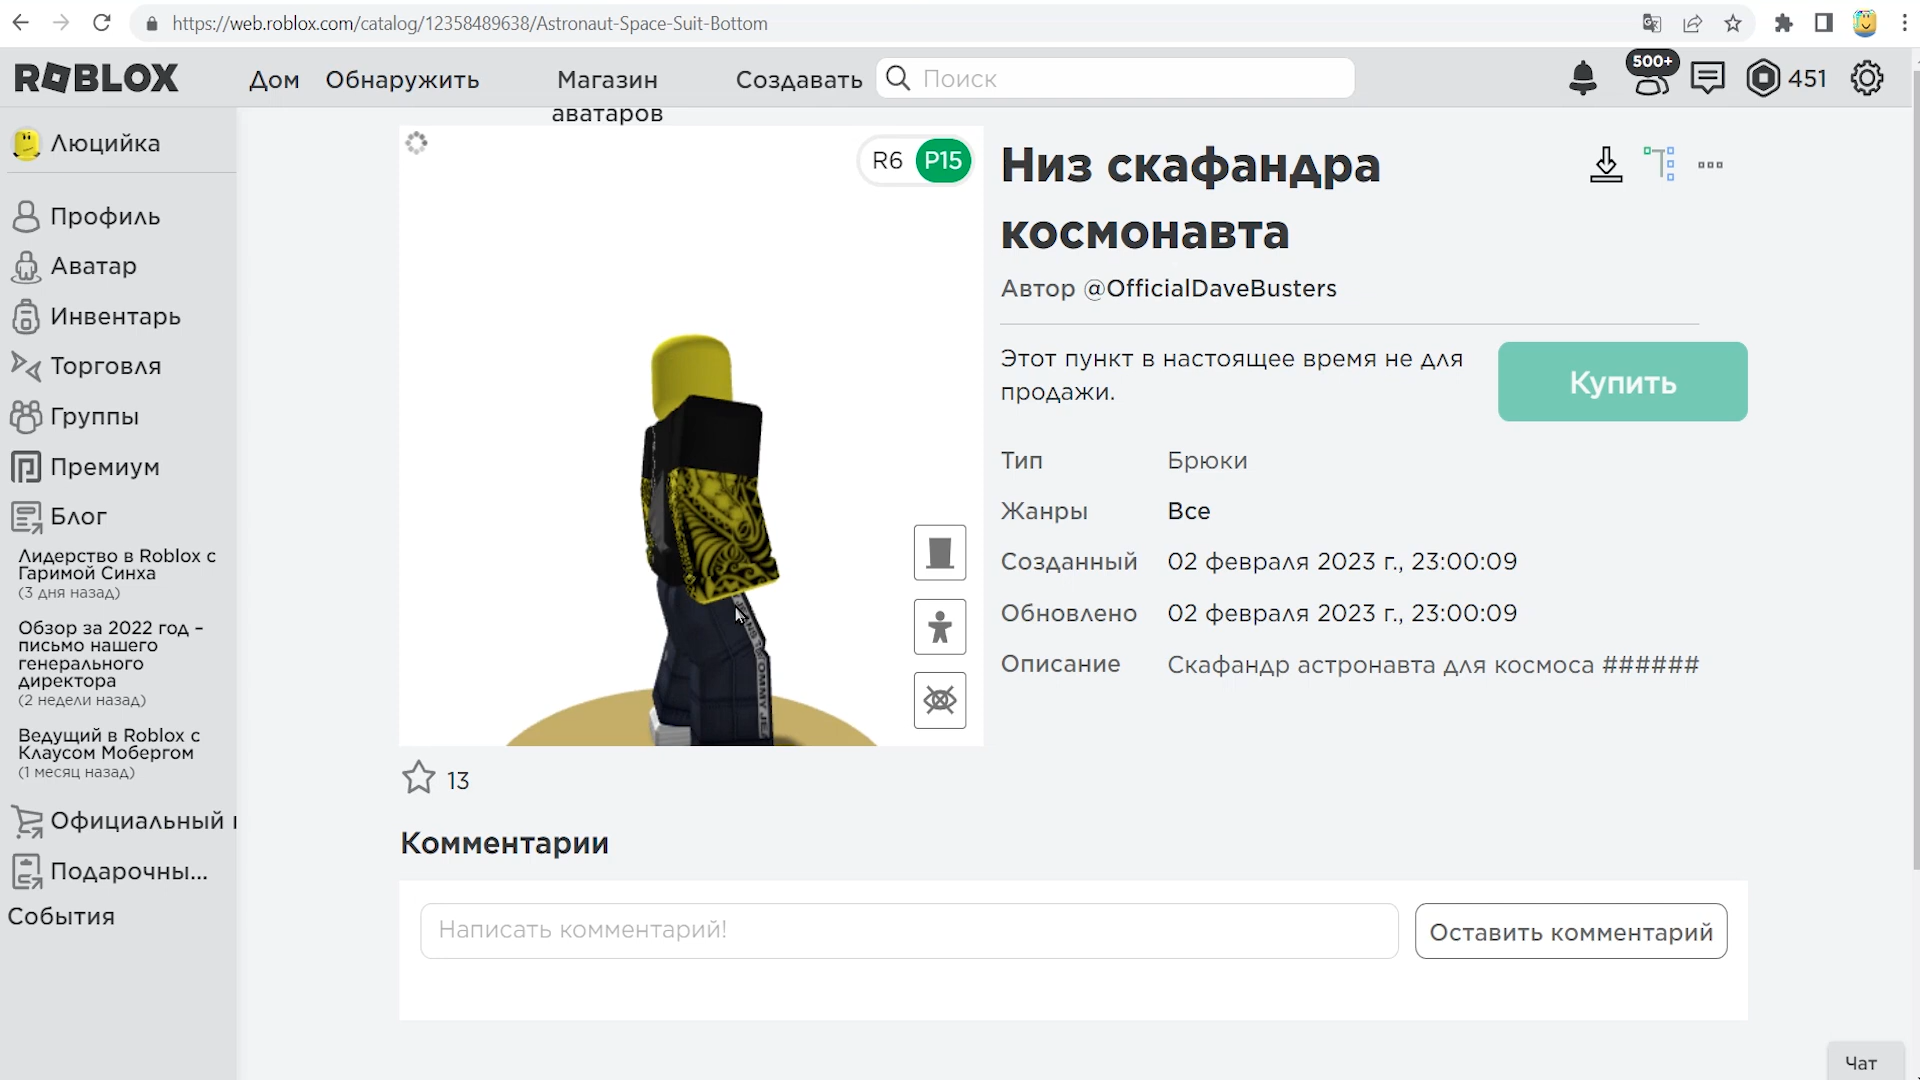 https://web.roblox.com/catalog/12358489638/Astronaut-Space-Suit-Bottom
ROBLOX
Дом
Обнаружить
Магазин
аватаров
Создавать
Поиск
500+
451
Люцийка
Профиль
Аватар
Инвентарь
Торговля
Группы
Премиум
Блог
Лидерство в Roblox с
Гаримой Синха
(3 дня назад)
Обзор за 2022 год –
письмо нашего
генерального
директора
(2 недели назад)
Ведущий в Roblox с
Клаусом Мобергом
(1 месяц назад)
Официальный
Подарочны...
События
R6
Р15
Низ скафандра
космонавта
Автор @OfficialDaveBusters
Этот пункт в настоящее время не для
продажи.
Купить
Тип
Брюки
Жанры
Все
Созданный
02 февраля 2023 г., 23:00:09
Обновлено
02 февраля 2023 г., 23:00:09
Описание
Скафандр астронавта для космоса ######
13
Комментарии
Написать комментарий!
Оставить комментарий
Чат